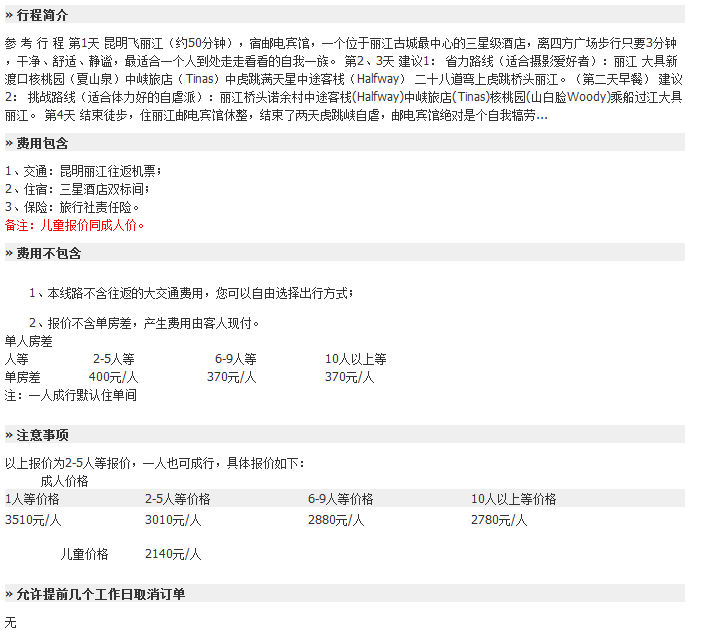 » 行程简介
参 考 行 程 第1天 昆明飞丽江（约50分钟），宿邮电宾馆，一个位于丽江古城最中心的三星级酒店，离四方广场步行只要3分钟
，干净、舒适、静谧，最适合一个人到处走走看看的自我一族。 第2、3天 建议1： 省力路线（适合摄影爱好者）：丽江 大具新
渡口核桃园（夏山泉）中峡旅店（Tinas）中虎跳满天星中途客栈（Halfway） 二十八道弯上虎跳桥头丽江。（第二天早餐） 建议
2： 挑战路线（适合体力好的自虐派）：丽江桥头诺余村中途客栈(Halfway)中峡旅店(Tinas)核桃园(山白脸Woody)乘船过江大具
丽江。 第4天 结束徒步，住丽江邮电宾馆休整，结束了两天虎跳峡自虐，邮电宾馆绝对是个自我犒劳...
» 费用包含
1、交通：昆明丽江往返机票；
2、住宿：三星酒店双标间；
3、保险：旅行社责任险。
备注：儿童报价同成人价。
» 费用不包含
1、本线路不含往返的大交通费用，您可以自由选择出行方式；
2、报价不含单房差，产生费用由客人现付。
单人房差
人等 2-5人等 6-9人等 10人以上等
单房差 400元/人 370元/人 370元/人
注：一人成行默认住单间
» 注意事项
以上报价为2-5人等报价，一人也可成行，具体报价如下：
成人价格
1人等价格 2-5人等价格 6-9人等价格 10人以上等价格
3510元/人 3010元/人 2880元/人 2780元/人
儿童价格 2140元/人
» 允许提前几个工作日取消订单
无